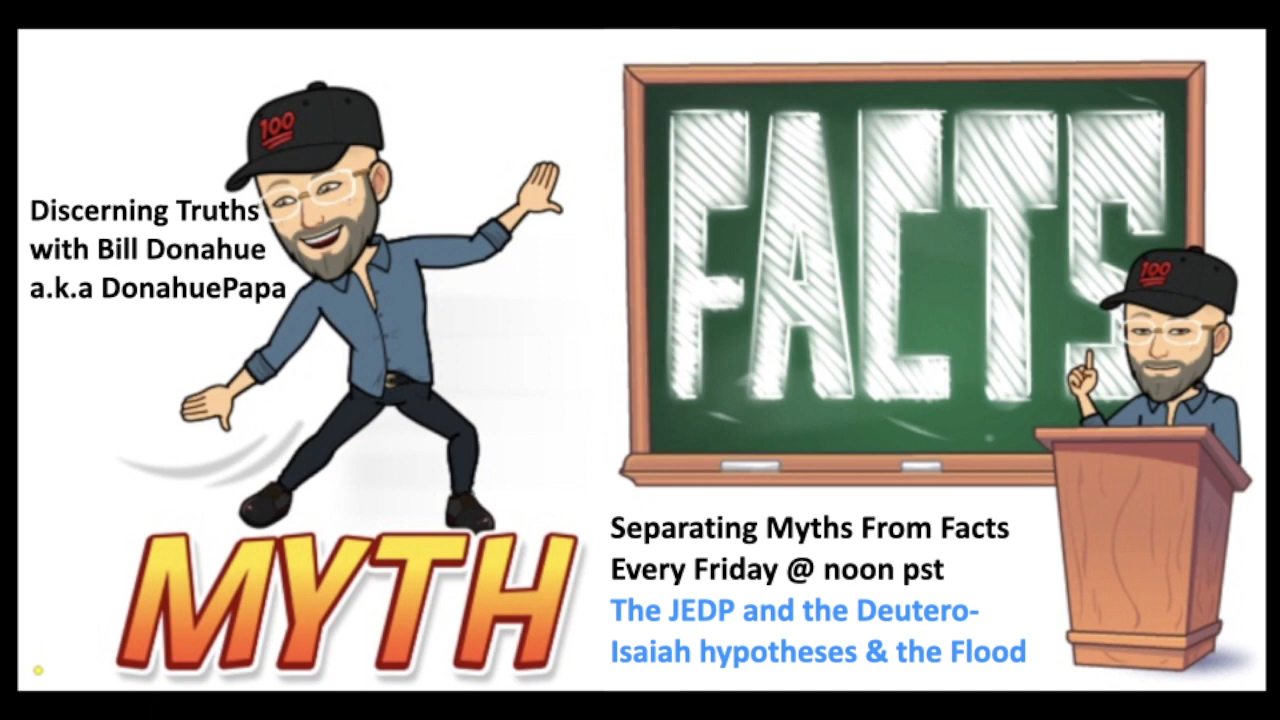 100
Discerning Truths
with Bill Donahue
a.k.a DonahuePapa
MYTH
FACTS
100
Separating Myths From Facts
Every Friday @ noon pst
The JEDP and the Deutero-
Isaiah hypotheses & the Flood